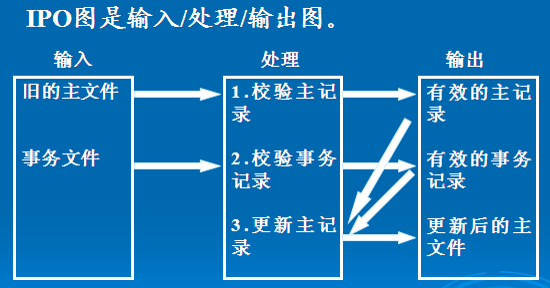 IPO图是输入/处理/输出图。
输入
处理
输出
旧的主文件
事务文件
1.校验主记
录
2.校验事务
记录
3.更新主记
录
有效的主记
录
有效的事务
记录
更新后的主
文件